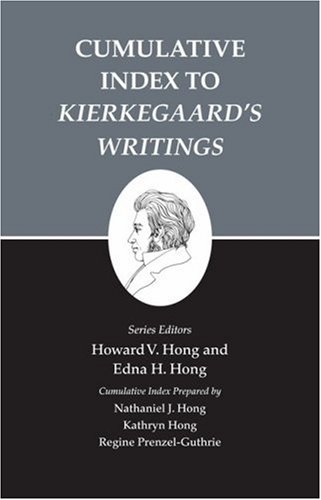 CUMULATIVE
INDEX TO
KIERKEGAARD'S
WRITINGS
Series Editors
Howard V. Hong and
Edna H. Hong
Cumulative Index Prepared by
Nathaniel J. Hong
Kathryn Hong
Regine Prenzel-Guthrie